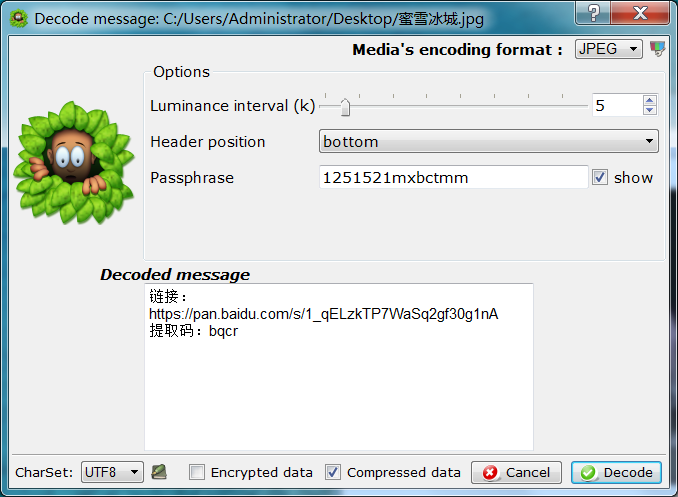 Decode message: C:/Users/Administrator/Desktop/蜜雪冰城.jpg
Media's encoding format : JPEG
Options
Luminance interval (k) 5
Header position bottom
Passphrase 1251521mxbctmm show
Decoded message
链接：
https://pan.baidu.com/s/1_qELzkTP7WaSq2gf30g1nA
提取码：bqcr
CharSet: UTF8 Encrypted data Compressed data Cancel Decode